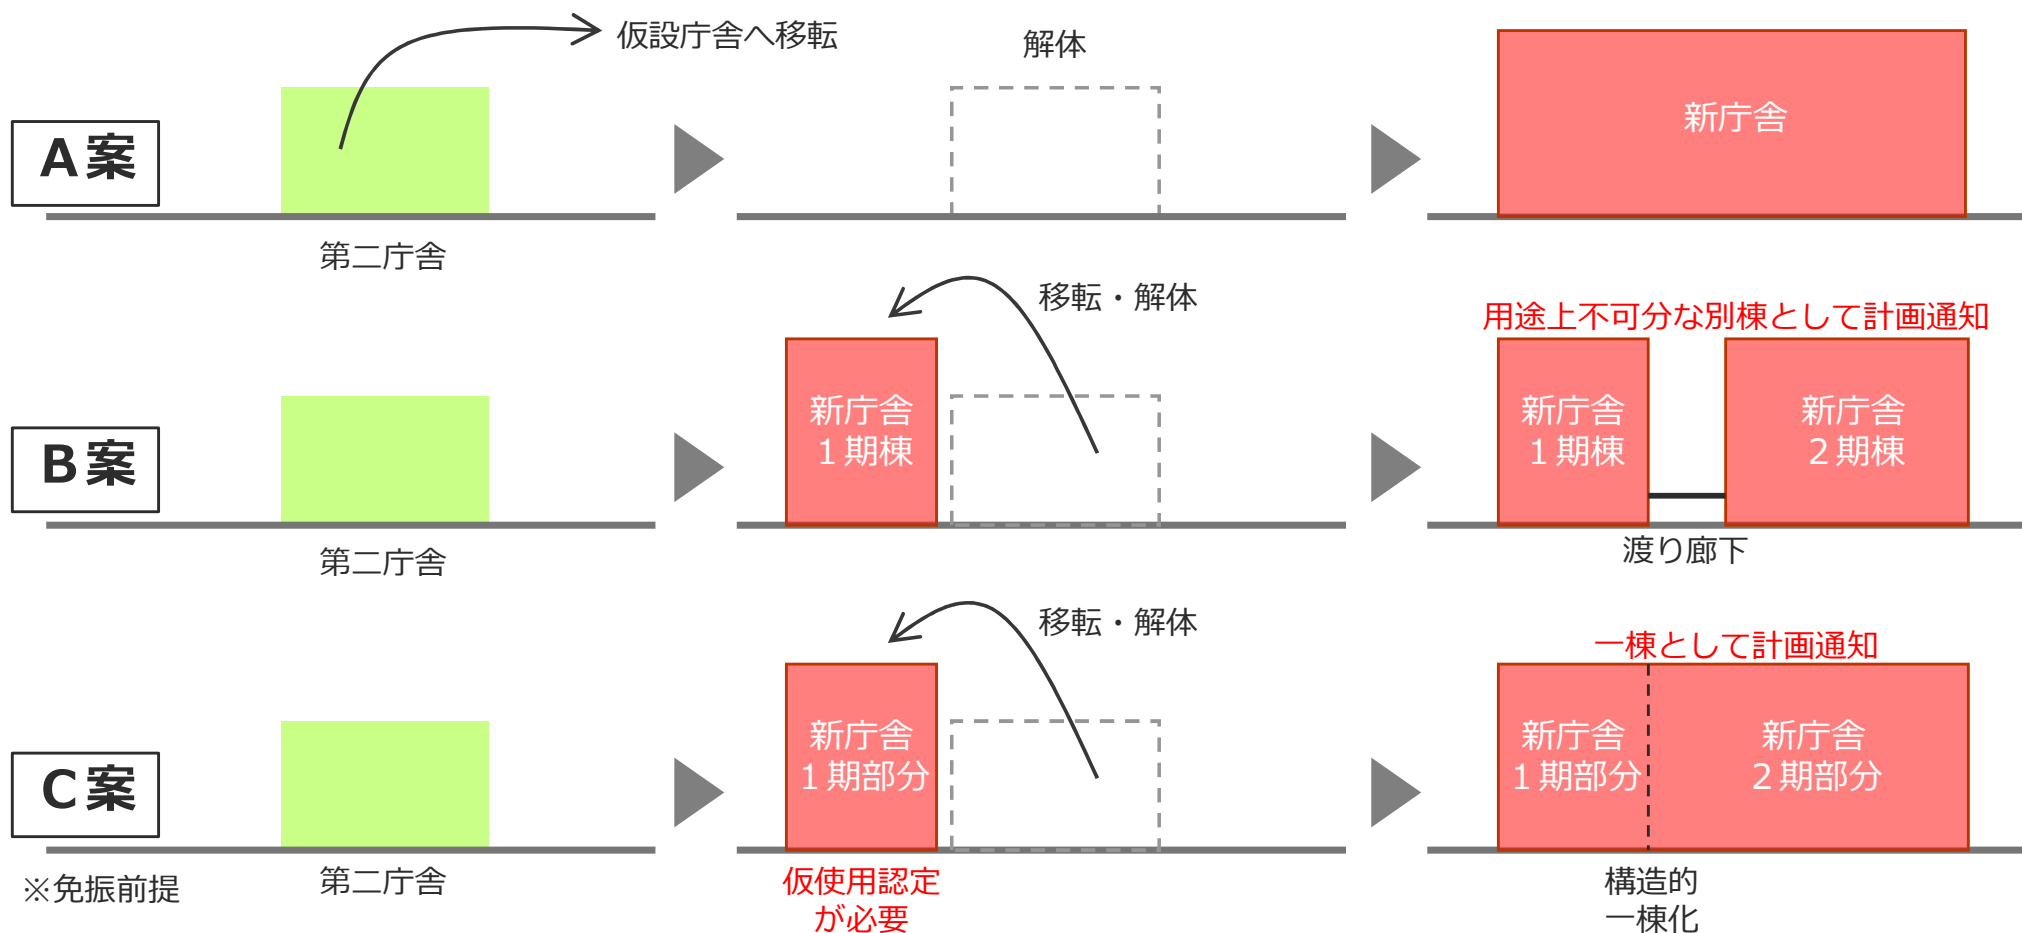 仮設庁舎へ移転
解体
A案
新庁舎
第二庁舎
移転・解体
用途上不可分な別棟として計画通知
B案
新庁舎
１期棟
新庁舎
１期棟
新庁舎
２期棟
第二庁舎
渡り廊下
移転・解体
一棟として計画通知
C案
新庁舎
１期部分
新庁舎
１期部分
新庁舎
２期部分
※免振前提
第二庁舎
仮使用認定
が必要
構造的
一棟化